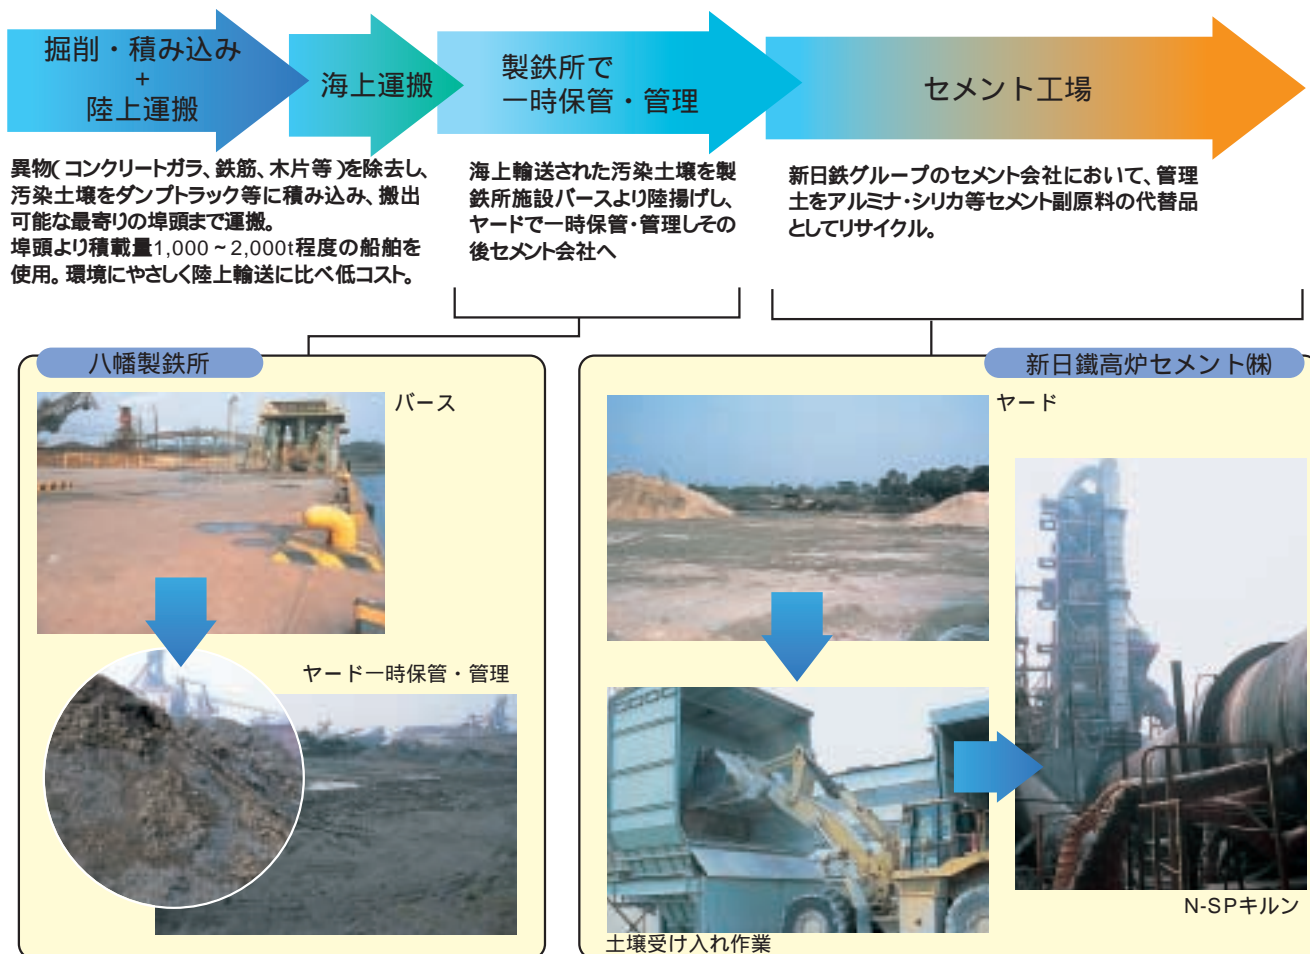 掘削・積み込み
+
陸上運搬
海上運搬
製鉄所で
一時保管・管理
セメント工場
異物(コンクリートガラ、鉄筋、木片等)を除去し、
汚染土壌をダンプトラック等に積み込み、搬出
可能な最寄りの埠頭まで運搬。
埠頭より積載量1,000~2,000t程度の船舶を
使用。環境にやさしく陸上輸送に比べ低コスト。
海上輸送された汚染土壌を製
鉄所施設バースより陸揚げし、
ヤードで一時保管・管理しその
後セメント会社へ
新日鉄グループのセメント会社において、管理
土をアルミナ・シリカ等セメント副原料の代替品
としてリサイクル。
八幡製鉄所
バース
ヤード一時保管・管理
新日鐵高炉セメント㈱
ヤード
土壌受け入れ作業
N-SPキルン